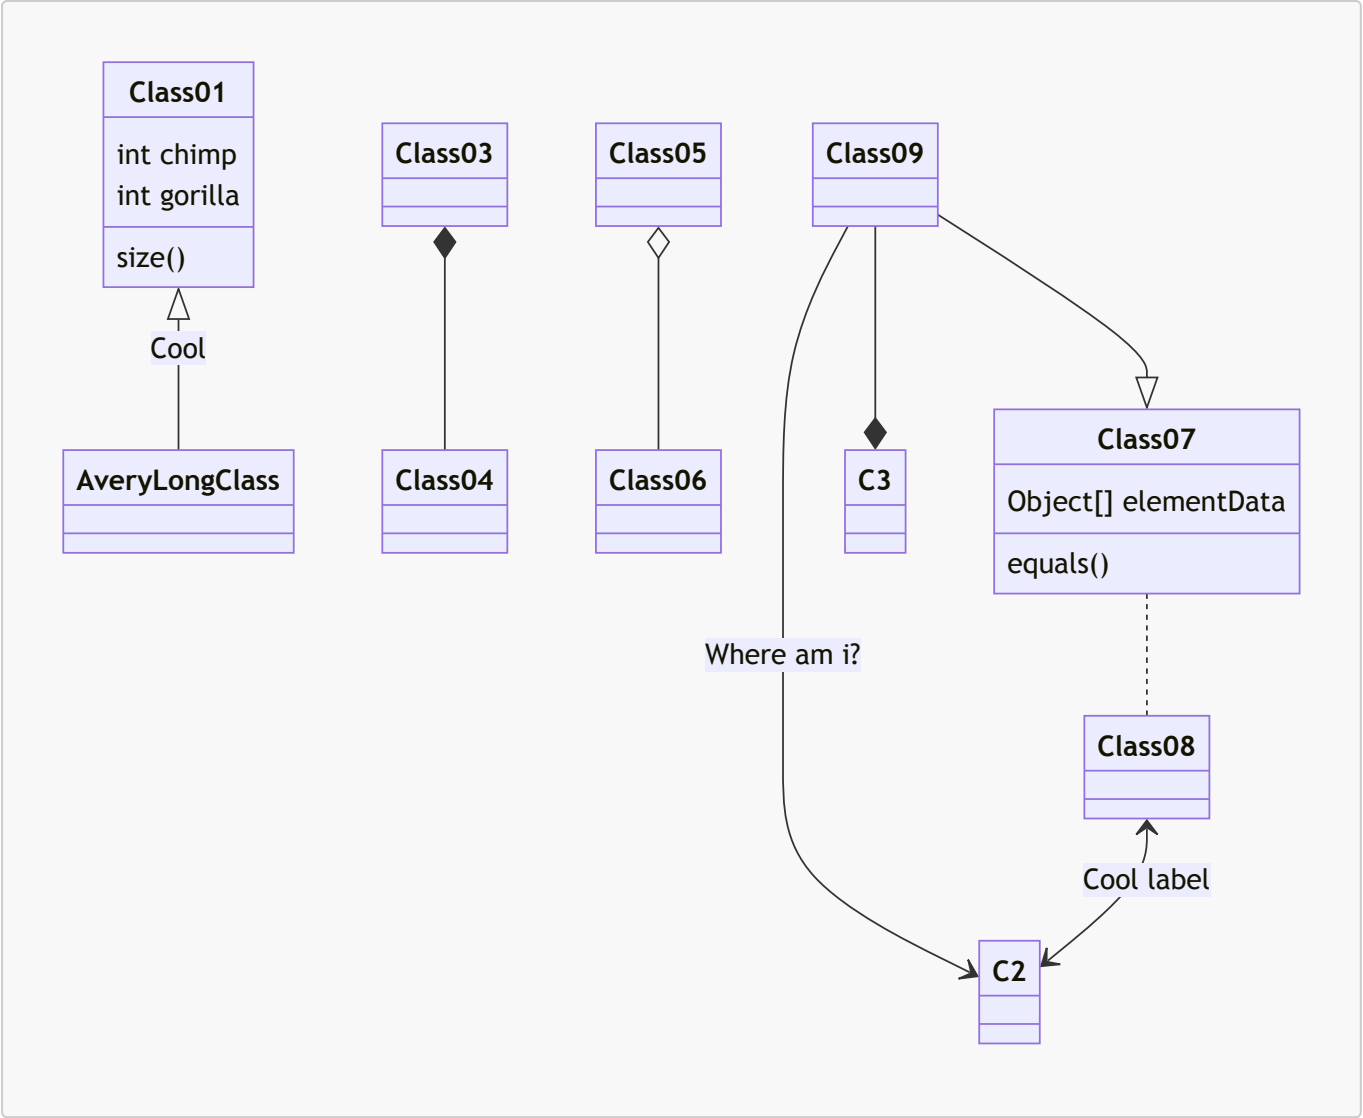 Class01
int chimp
int gorilla
size()
Class03
Class05
Class09
Cool
AveryLongClass
Class04
Class06
C3
Class07
Object[] elementData
equals()
Where am i?
Class08
Cool label
C2